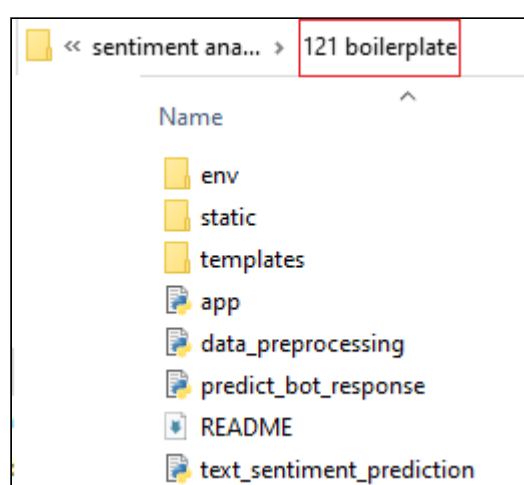 « sentiment ana... > 121 boilerplate
Name
env
static
templates
app
data_preprocessing
predict_bot_response
README
text_sentiment_prediction